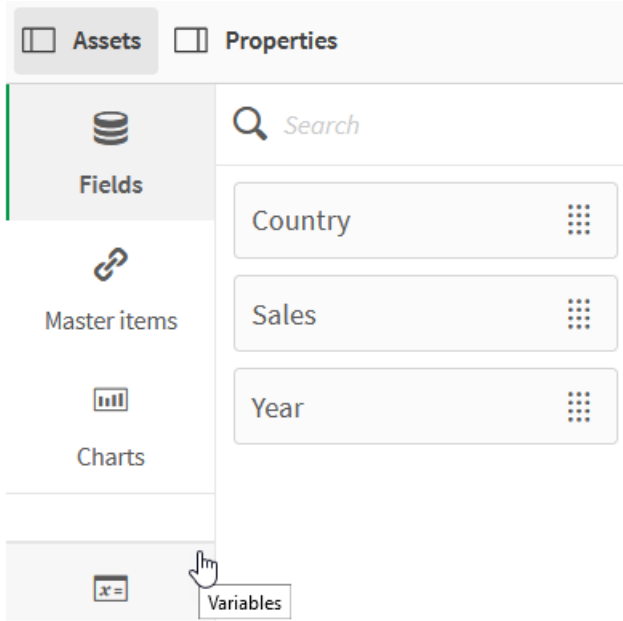 Assets Properties
Fields
Search
Country
Master items
Sales
Year
Charts
x=
Variables